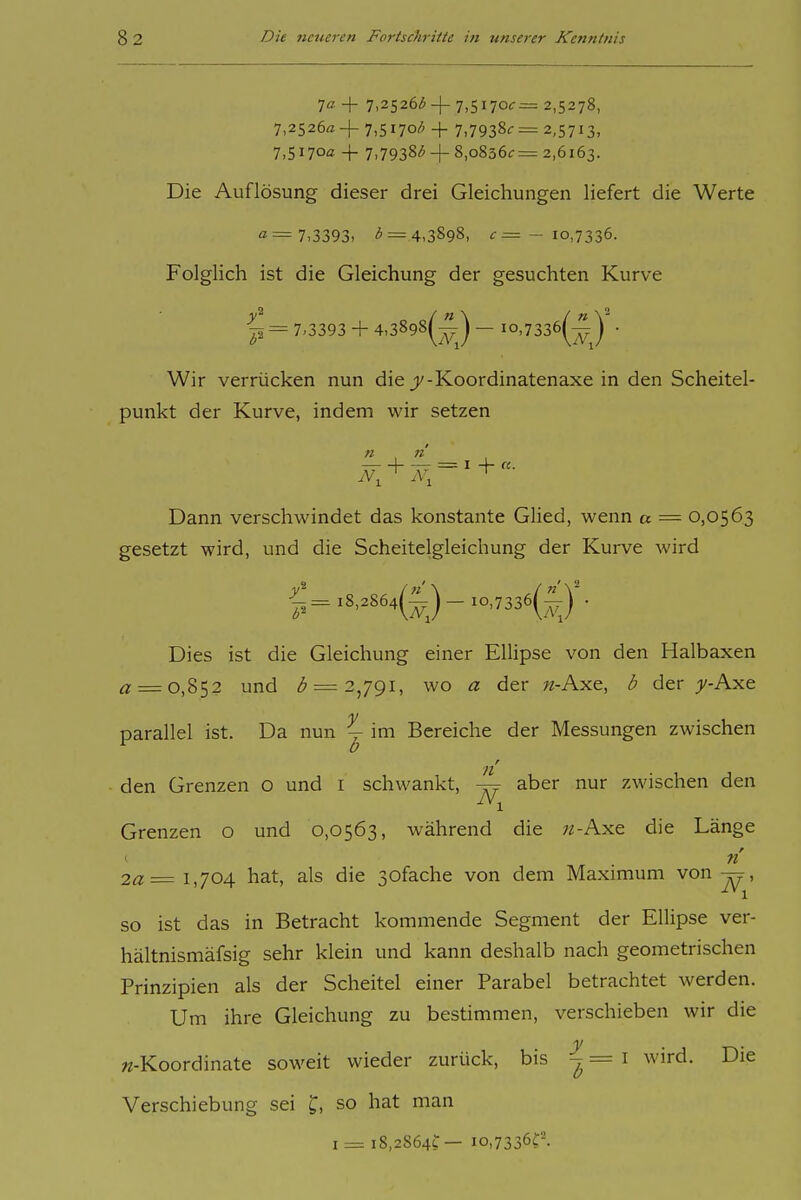 82 Die neueren Fortschritte in unserer Kenntnis
7a + 7,2526b + 7,5170c = 2,5278,
7,2526a + 7,5170b + 7,7938c = 2,5713,
7,5170a + 7,7938b + 8,0836c = 2,6163.
Die Auflösung dieser drei Gleichungen liefert die Werte
a = 7,3393, b = 4,3898, c = − 10,7336.
Folglich ist die Gleichung der gesuchten Kurve
y²/b² = 7,3393 + 4,3898(n/N₁) − 10,7336(n/N₁)².
Wir verrücken nun die y-Koordinatenaxe in den Scheitel-
punkt der Kurve, indem wir setzen
n/N₁ + n'/N₁ = 1 + α.
Dann verschwindet das konstante Glied, wenn α = 0,0563
gesetzt wird, und die Scheitelgleichung der Kurve wird
y²/b² = 18,2864(n'/N₁) − 10,7336(n'/N₁)².
Dies ist die Gleichung einer Ellipse von den Halbaxen
a = 0,852 und b = 2,791, wo a der n-Axe, b der y-Axe
parallel ist. Da nun y/b im Bereiche der Messungen zwischen
den Grenzen 0 und 1 schwankt, n'/N₁ aber nur zwischen den
Grenzen 0 und 0,0563, während die n-Axe die Länge
2a = 1,704 hat, als die 30fache von dem Maximum von n'/N₁,
so ist das in Betracht kommende Segment der Ellipse ver-
hältnismäfsig sehr klein und kann deshalb nach geometrischen
Prinzipien als der Scheitel einer Parabel betrachtet werden.
Um ihre Gleichung zu bestimmen, verschieben wir die
n-Koordinate soweit wieder zurück, bis y/b = 1 wird. Die
Verschiebung sei ζ, so hat man
1 = 18,2864ζ − 10,7336ζ².